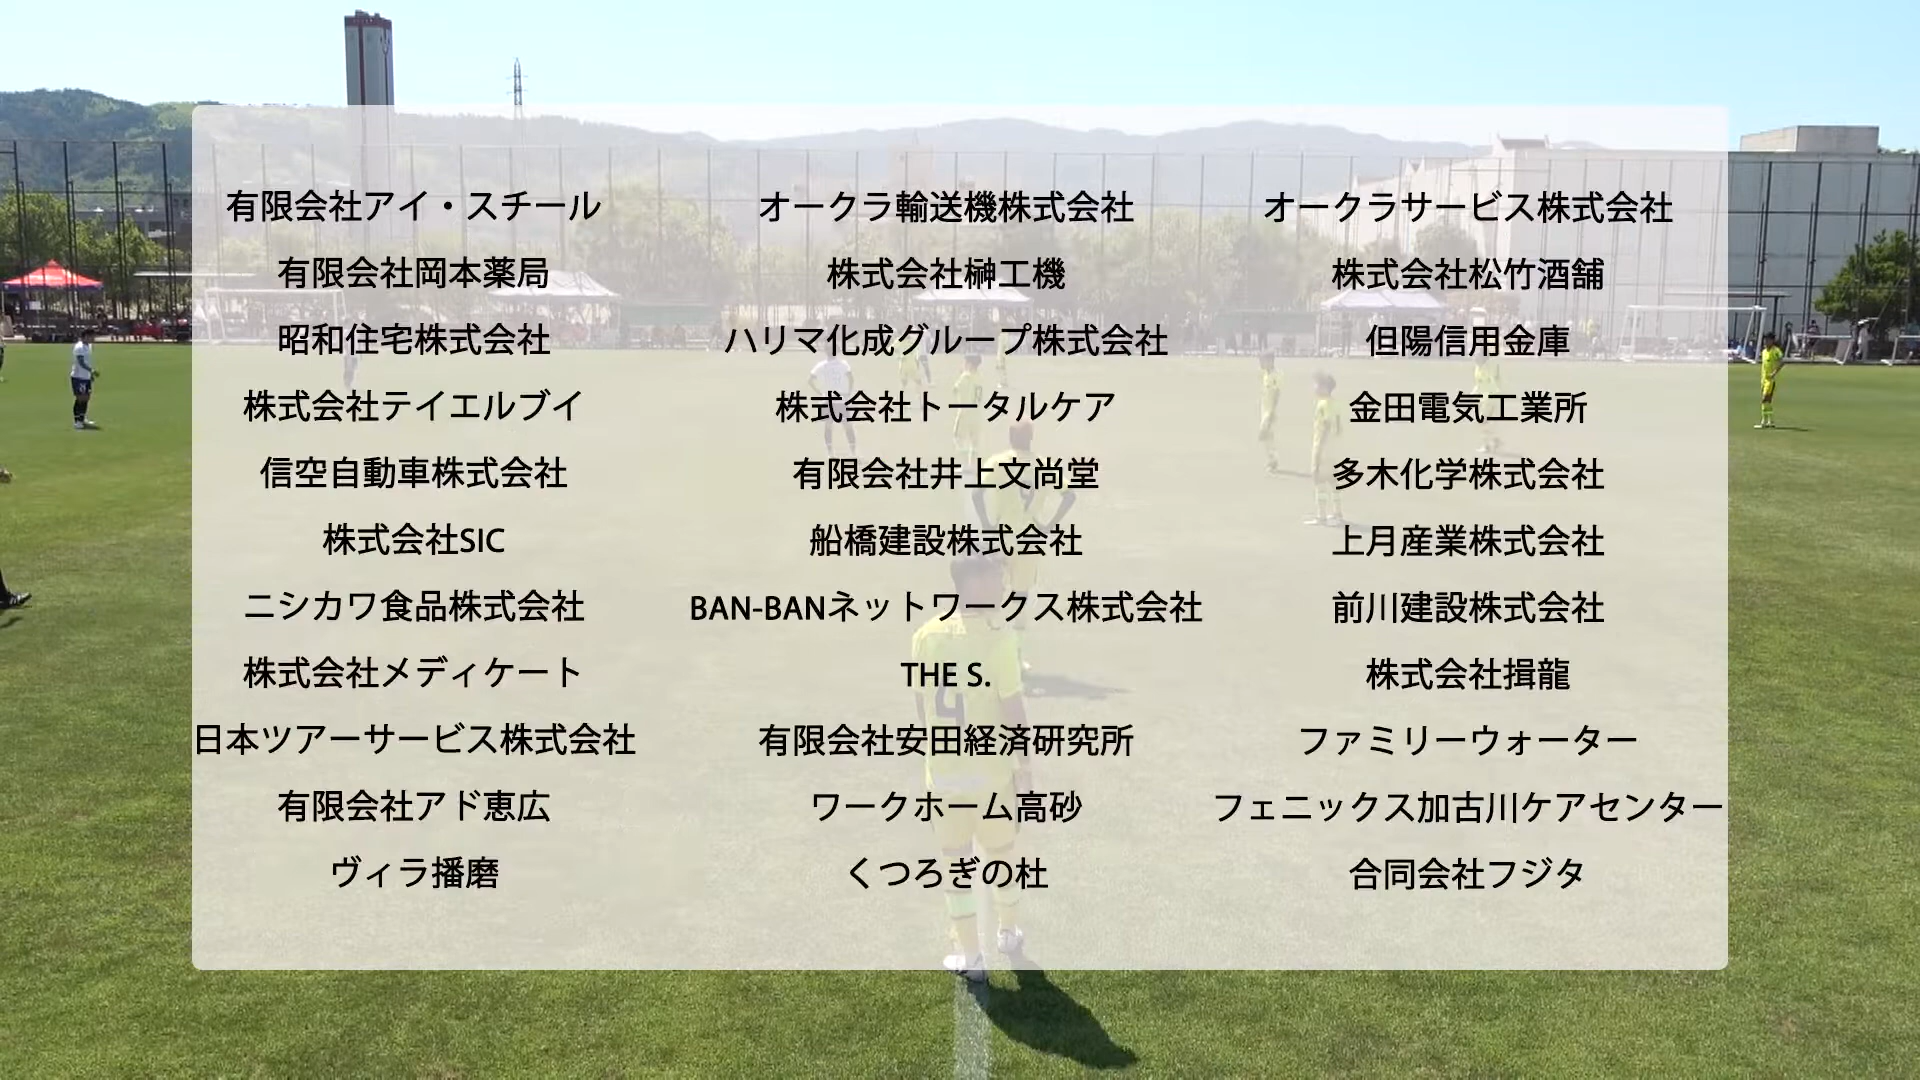 有限会社アイ・スチール
オークラ輸送機株式会社
オークラサービス株式会社
有限会社岡本薬局
株式会社榊工機
株式会社松竹酒舗
昭和住宅株式会社
ハリマ化成グループ株式会社
但陽信用金庫
株式会社テイエルブイ
株式会社トータルケア
金田電気工業所
信空自動車株式会社
有限会社井上文尚堂
多木化学株式会社
株式会社SIC
船橋建設株式会社
上月産業株式会社
ニシカワ食品株式会社
BAN-BANネットワークス株式会社
前川建設株式会社
株式会社メディケート
THE S.
株式会社揖龍
日本ツアーサービス株式会社
有限会社安田経済研究所
ファミリーウォーター
有限会社アド恵広
ワークホーム高砂
フェニックス加古川ケアセンター
ヴィラ播磨
くつろぎの杜
合同会社フジタ
4